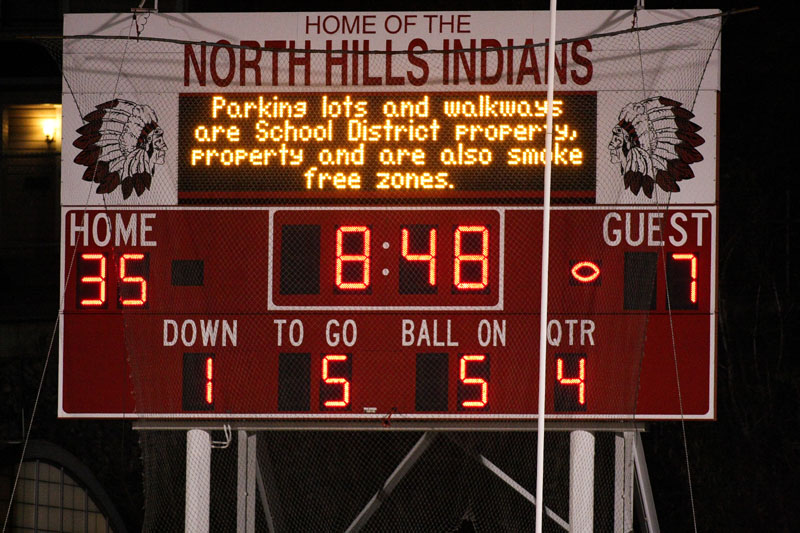 HOME OF THE
NORTH HILLS INDIANS
Parking lots and walkways
are School District property,
property and are also smoke
free zones.
HOME GUEST
35 8:48 7
DOWN TO GO BALL ON QTR
1 5 5 4